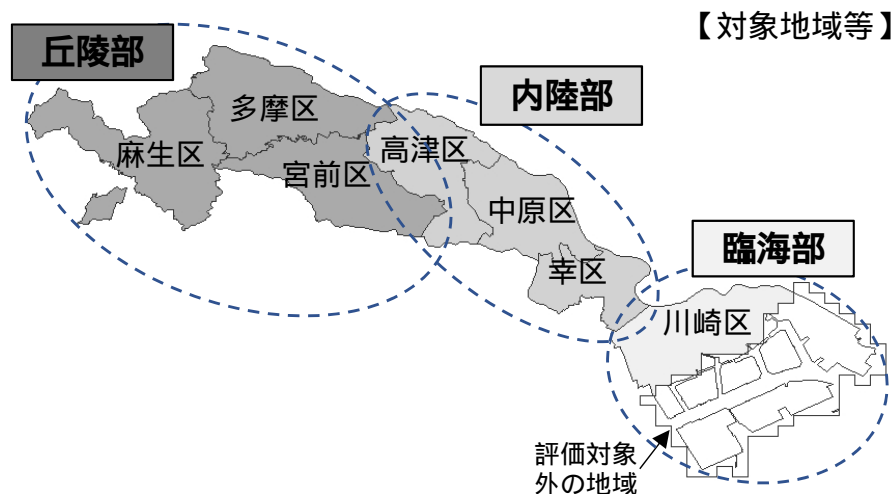 【対象地域等】
丘陵部
内陸部
多摩区
麻生区
宮前区
高津区
中原区
幸区
臨海部
川崎区
評価対象
外の地域